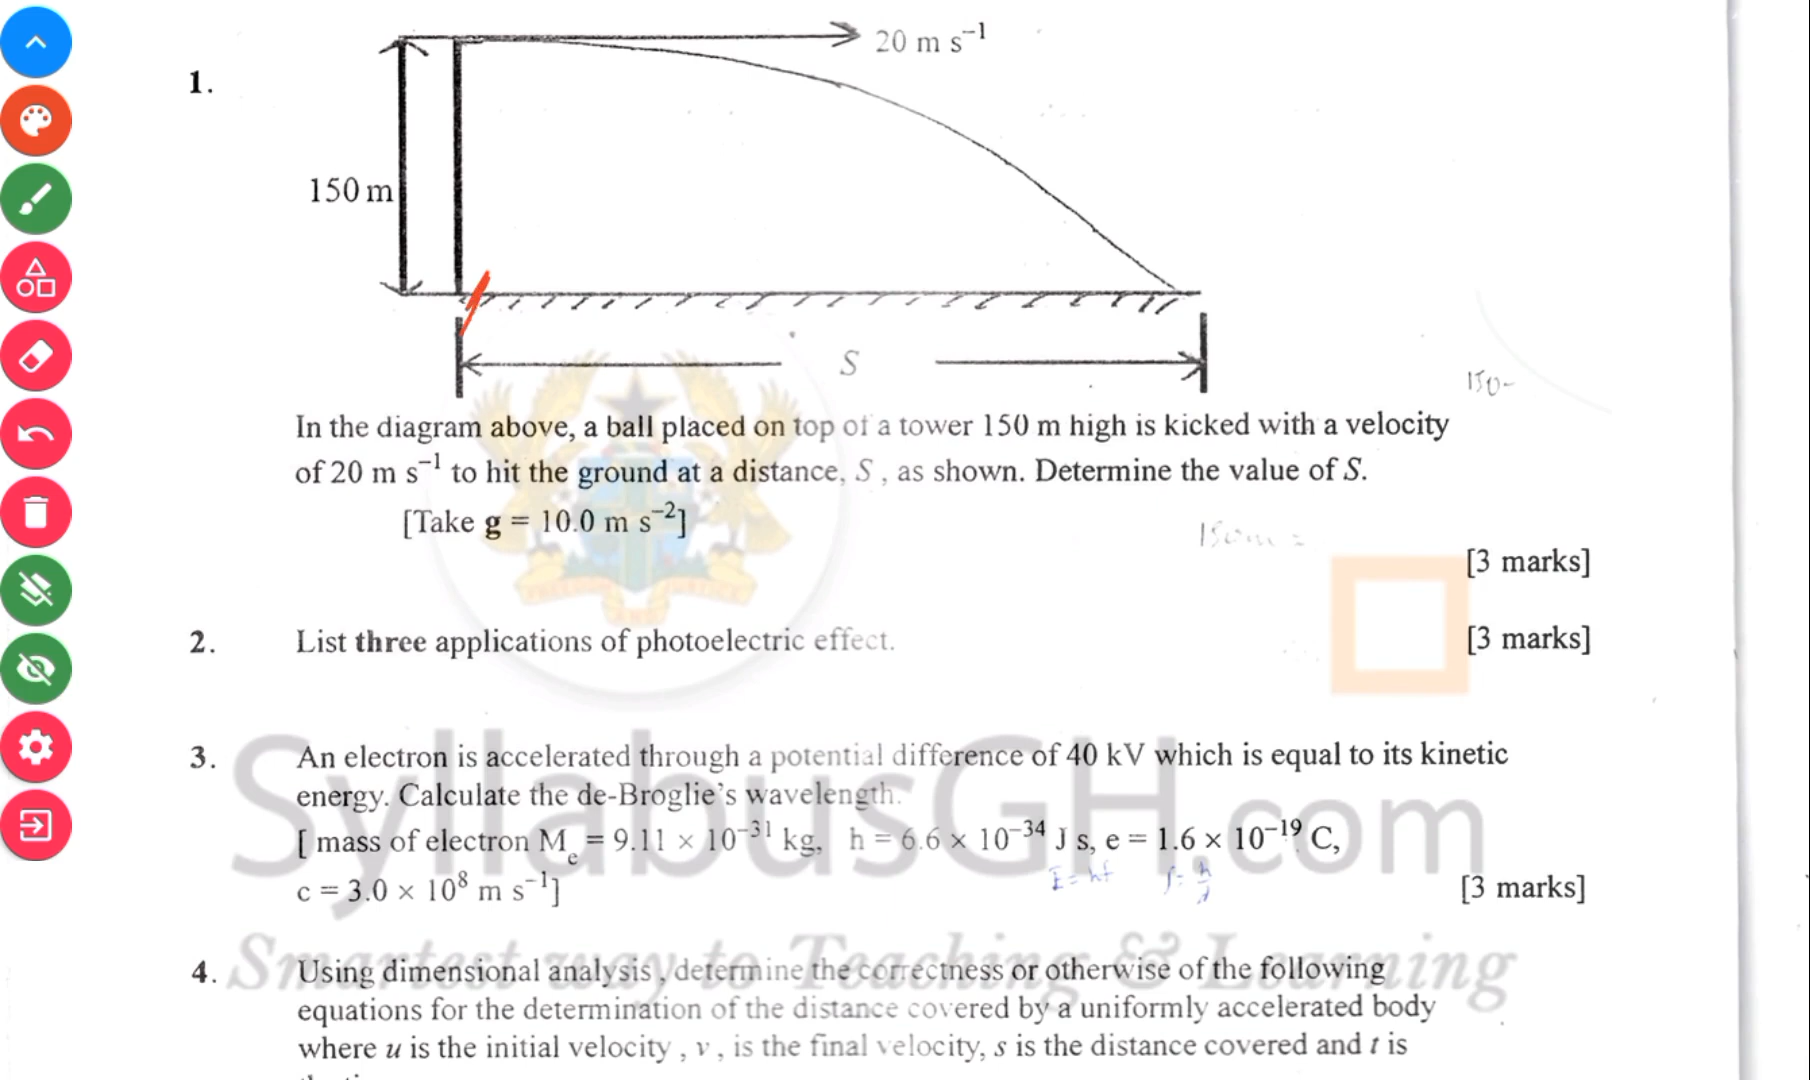 20 m s⁻¹
1.
150 m
S
150-
In the diagram above, a ball placed on top of a tower 150 m high is kicked with a velocity
of 20 m s⁻¹ to hit the ground at a distance, S , as shown. Determine the value of S.
[Take g = 10.0 m s⁻²]
150m =
[3 marks]
2. List three applications of photoelectric effect. [3 marks]
SyllabusGH.com
3. An electron is accelerated through a potential difference of 40 kV which is equal to its kinetic
energy. Calculate the de-Broglie's wavelength.
[ mass of electron Mₑ = 9.11 × 10⁻³¹ kg, h = 6.6 × 10⁻³⁴ J s, e = 1.6 × 10⁻¹⁹ C,
c = 3.0 × 10⁸ m s⁻¹] [3 marks]
E = hf
Smartest way to Teaching & Learning
4. Using dimensional analysis , determine the correctness or otherwise of the following
equations for the determination of the distance covered by a uniformly accelerated body
where u is the initial velocity , v , is the final velocity, s is the distance covered and t is